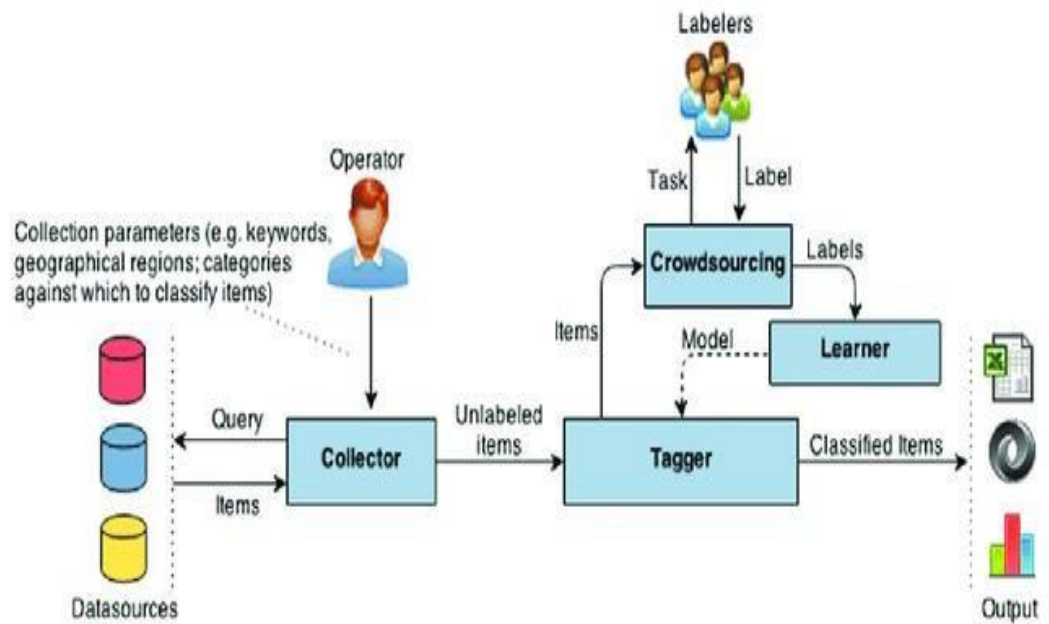 Labelers
Operator
Task
Label
Collection parameters (e.g. keywords,
geographical regions; categories
against which to classify items)
Crowdsourcing
Labels
Items
Model
Learner
Query
Unlabeled
items
Collector
Tagger
Classified Items
Items
Datasources
Output